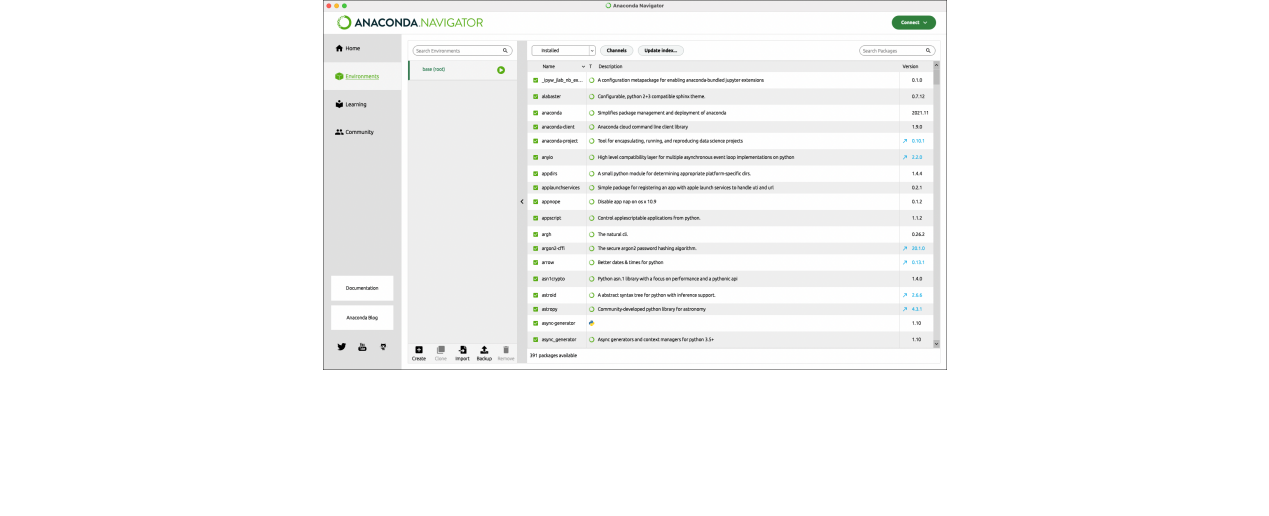 Anaconda Navigator
ANACONDA.NAVIGATOR
Connect
Home
Environments
Learning
Community
Documentation
Anaconda Blog
Search Environments
base (root)
Create
Clone
Import
Backup
Remove
Installed
Channels
Update index...
Search Packages
Name T Description Version
_ipyw_jlab_nb_ex... A configuration metapackage for enabling anaconda-bundled jupyter extensions 0.1.0
alabaster Configurable, python 2+3 compatible sphinx theme. 0.7.12
anaconda Simplifies package management and deployment of anaconda 2021.11
anaconda-client Anaconda cloud command line client library 1.9.0
anaconda-project Tool for encapsulating, running, and reproducing data science projects 0.10.1
anyio High level compatibility layer for multiple asynchronous event loop implementations on python 2.2.0
appdirs A small python module for determining appropriate platform-specific dirs. 1.4.4
applaunchservices Simple package for registering an app with apple launch services to handle uti and url 0.2.1
appnope Disable app nap on os x 10.9 0.1.2
appscript Control applescriptable applications from python. 1.1.2
argh The natural cli. 0.26.2
argon2-cffi The secure argon2 password hashing algorithm. 20.1.0
arrow Better dates & times for python 0.13.1
asn1crypto Python asn.1 library with a focus on performance and a pythonic api 1.4.0
astroid A abstract syntax tree for python with inference support. 2.6.6
astropy Community-developed python library for astronomy 4.3.1
async-generator 1.10
async_generator Async generators and context managers for python 3.5+ 1.10
391 packages available